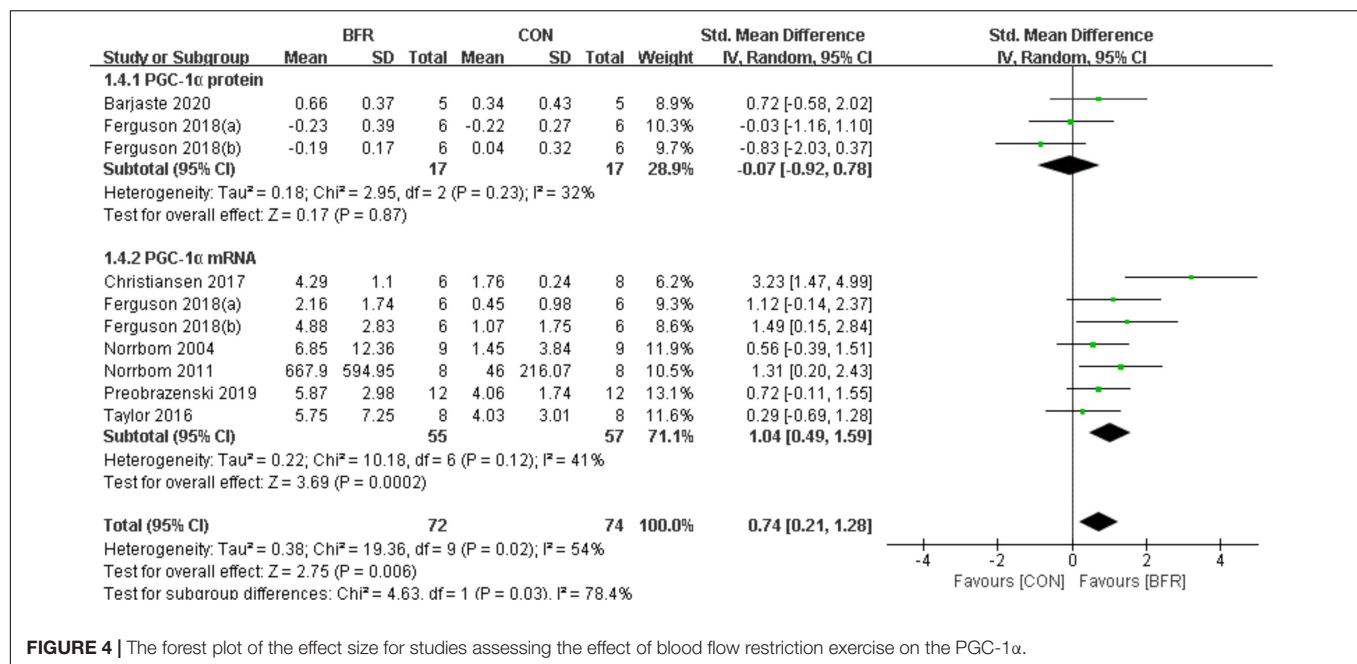 BFR CON Std. Mean Difference Std. Mean Difference
Study or Subgroup Mean SD Total Mean SD Total Weight IV, Random, 95% CI IV, Random, 95% CI
1.4.1 PGC-1α protein
Barjaste 2020 0.66 0.37 5 0.34 0.43 5 8.9% 0.72 [-0.58, 2.02]
Ferguson 2018(a) -0.23 0.39 6 -0.22 0.27 6 10.3% -0.03 [-1.16, 1.10]
Ferguson 2018(b) -0.19 0.17 6 0.04 0.32 6 9.7% -0.83 [-2.03, 0.37]
Subtotal (95% CI) 17 17 28.9% -0.07 [-0.92, 0.78]
Heterogeneity: Tau² = 0.18; Chi² = 2.95, df = 2 (P = 0.23); I² = 32%
Test for overall effect: Z = 0.17 (P = 0.87)
1.4.2 PGC-1α mRNA
Christiansen 2017 4.29 1.1 6 1.76 0.24 8 6.2% 3.23 [1.47, 4.99]
Ferguson 2018(a) 2.16 1.74 6 0.45 0.98 6 9.3% 1.12 [-0.14, 2.37]
Ferguson 2018(b) 4.88 2.83 6 1.07 1.75 6 8.6% 1.49 [0.15, 2.84]
Norrbom 2004 6.85 12.36 9 1.45 3.84 9 11.9% 0.56 [-0.39, 1.51]
Norrbom 2011 667.9 594.95 8 46 216.07 8 10.5% 1.31 [0.20, 2.43]
Preobrazenski 2019 5.87 2.98 12 4.06 1.74 12 13.1% 0.72 [-0.11, 1.55]
Taylor 2016 5.75 7.25 8 4.03 3.01 8 11.6% 0.29 [-0.69, 1.28]
Subtotal (95% CI) 55 57 71.1% 1.04 [0.49, 1.59]
Heterogeneity: Tau² = 0.22; Chi² = 10.18, df = 6 (P = 0.12); I² = 41%
Test for overall effect: Z = 3.69 (P = 0.0002)
Total (95% CI) 72 74 100.0% 0.74 [0.21, 1.28]
Heterogeneity: Tau² = 0.38; Chi² = 19.36, df = 9 (P = 0.02); I² = 54%
Test for overall effect: Z = 2.75 (P = 0.006)
Test for subgroup differences: Chi² = 4.63, df = 1 (P = 0.03), I² = 78.4%
-4 -2 0 2 4
Favours [CON] Favours [BFR]
FIGURE 4 | The forest plot of the effect size for studies assessing the effect of blood flow restriction exercise on the PGC-1α.